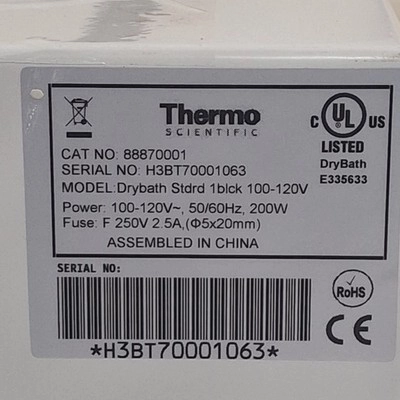 Thermo
SCIENTIFIC
C UL US
LISTED
DryBath
E335633
CAT NO: 88870001
SERIAL NO: H3BT70001063
MODEL:Drybath Stdrd 1blck 100-120V
Power: 100-120V~, 50/60Hz, 200W
Fuse: F 250V 2.5A,(Φ5x20mm)
ASSEMBLED IN CHINA
SERIAL NO:
*H3BT70001063*
RoHS
CE